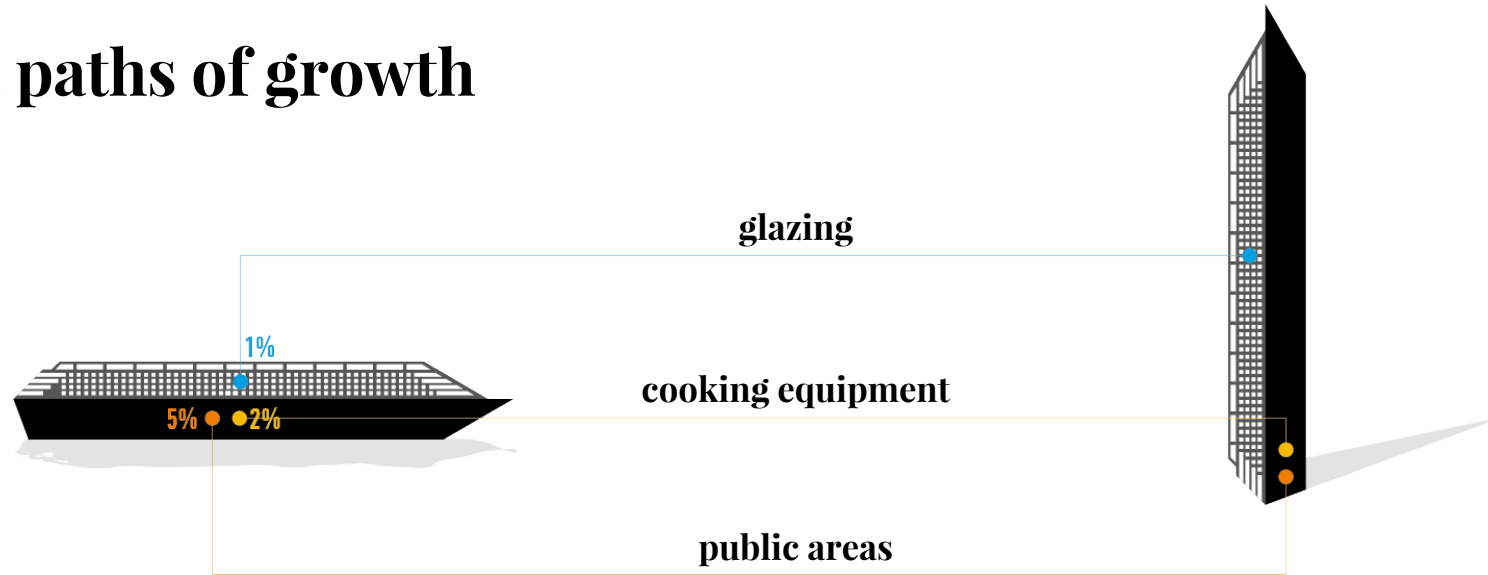 paths of growth
glazing
1%
cooking equipment
5% 2%
public areas